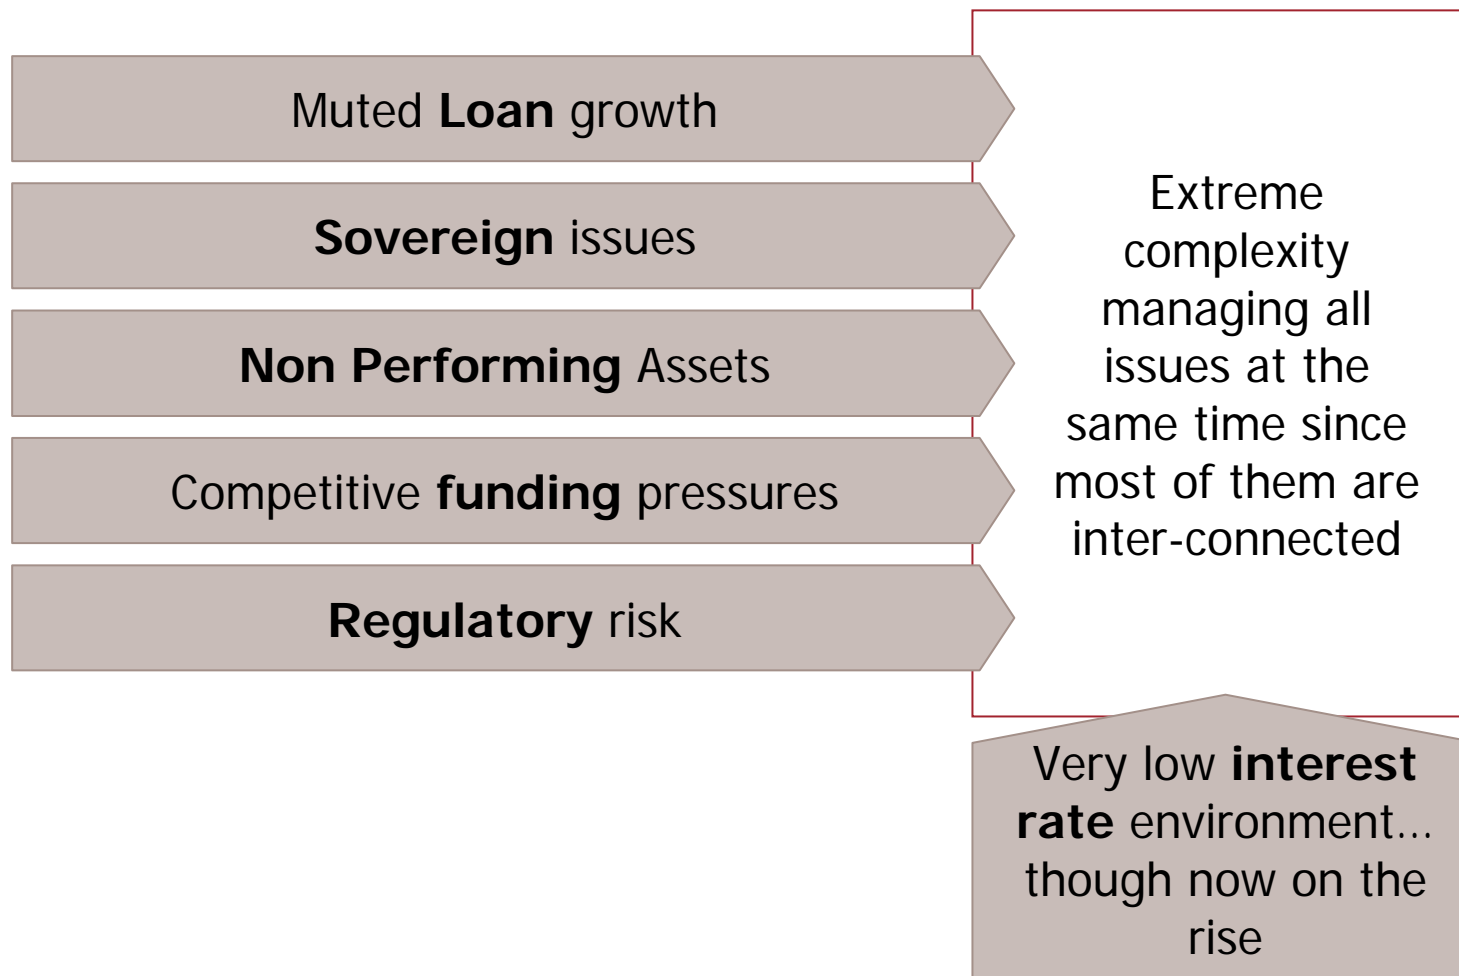 Muted Loan growth
Sovereign issues
Non Performing Assets
Competitive funding pressures
Regulatory risk
Extreme
complexity
managing all
issues at the
same time since
most of them are
inter-connected
Very low interest
rate environment...
though now on the
rise